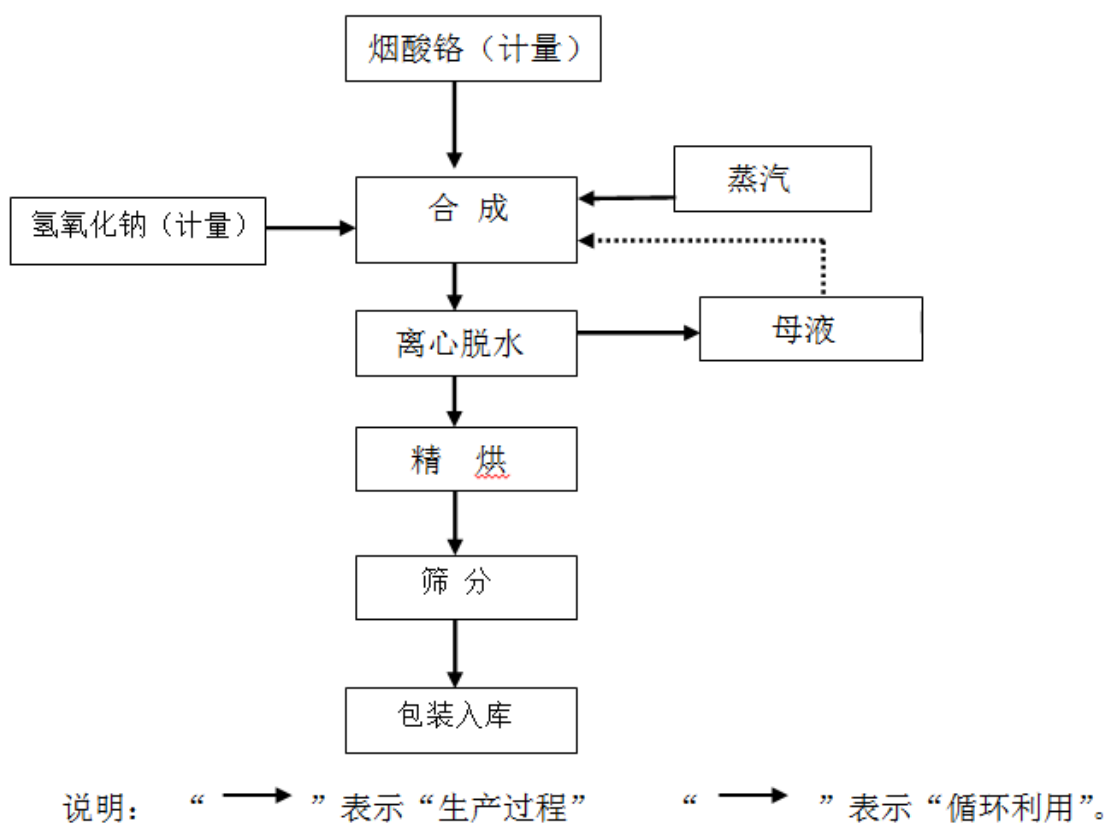 烟酸铬（计量）
蒸汽
合 成
氢氧化钠（计量）
母液
离心脱水
精 烘
筛 分
包装入库
说明： “ ” 表示“生产过程” “ ” 表示“循环利用”。